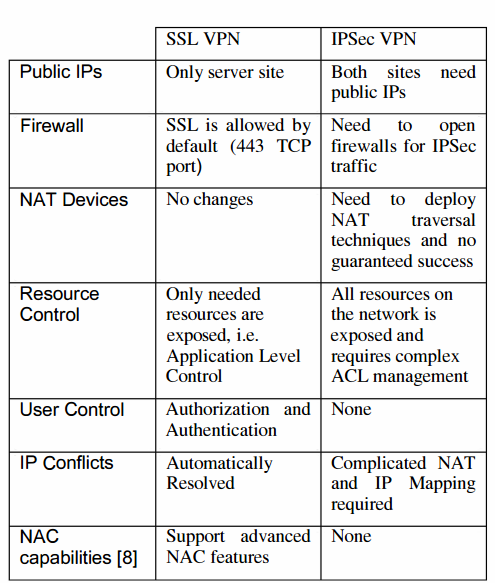 SSL VPN IPSec VPN
Public IPs Only server site Both sites need
public IPs
Firewall SSL is allowed by Need to open
default (443 TCP firewalls for IPSec
port) traffic
NAT Devices No changes Need to deploy
NAT traversal
techniques and no
guaranteed success
Resource Only needed All resources on
Control resources are the network is
exposed, i.e. exposed and
Application Level requires complex
Control ACL management
User Control Authorization and None
Authentication
IP Conflicts Automatically Complicated NAT
Resolved and IP Mapping
required
NAC Support advanced None
capabilities [8] NAC features